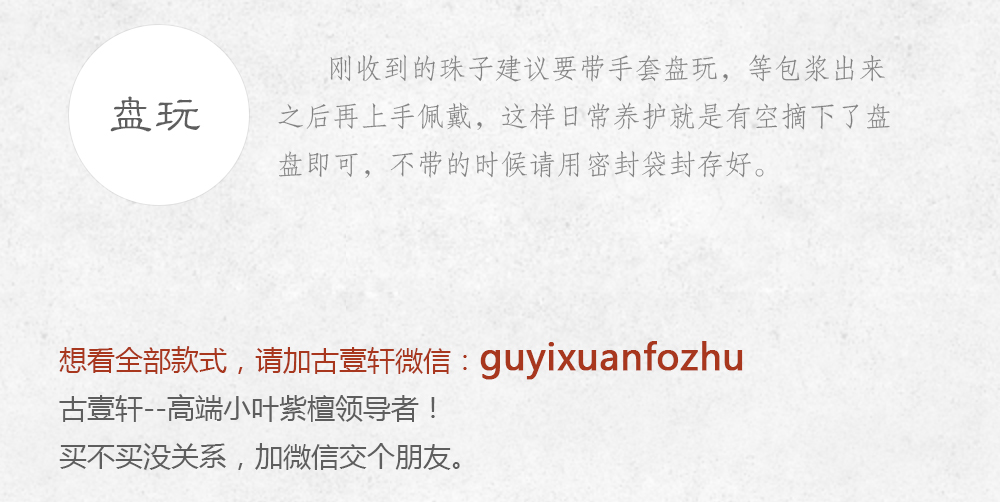 盘玩
刚收到的珠子建议要带手套盘玩，等包浆出来
之后再上手佩戴，这样日常养护就是有空摘下了盘
盘即可，不带的时候请用密封袋封存好。
想看全部款式，请加古壹轩微信：guyixuanfozhu
古壹轩--高端小叶紫檀领导者！
买不买没关系，加微信交个朋友。